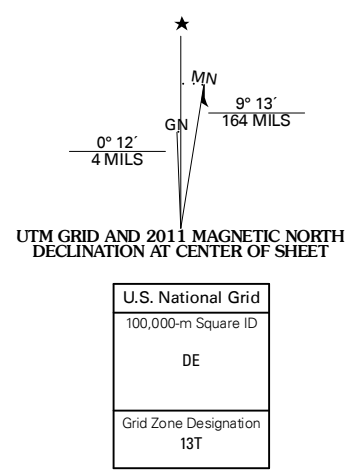 MN
9° 13´
164 MILS
GN
0° 12´
4 MILS
UTM GRID AND 2011 MAGNETIC NORTH
DECLINATION AT CENTER OF SHEET
U.S. National Grid
100,000-m Square ID
DE
Grid Zone Designation
13T